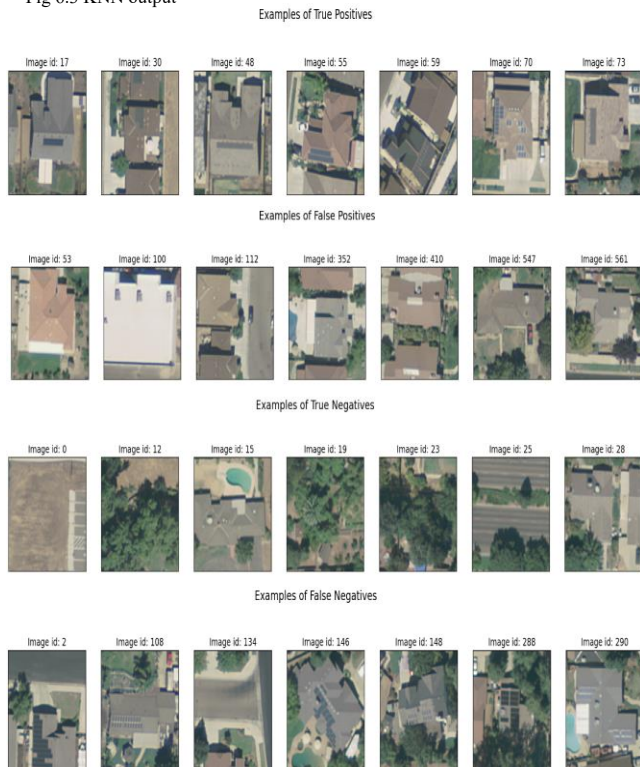 Fig 6.3 KNN output
Examples of True Positives
Image id: 17 Image id: 30 Image id: 48 Image id: 55 Image id: 59 Image id: 70 Image id: 73
Examples of False Positives
Image id: 53 Image id: 100 Image id: 112 Image id: 352 Image id: 410 Image id: 547 Image id: 561
Examples of True Negatives
Image id: 0 Image id: 12 Image id: 15 Image id: 19 Image id: 23 Image id: 25 Image id: 28
Examples of False Negatives
Image id: 2 Image id: 108 Image id: 134 Image id: 146 Image id: 148 Image id: 288 Image id: 290